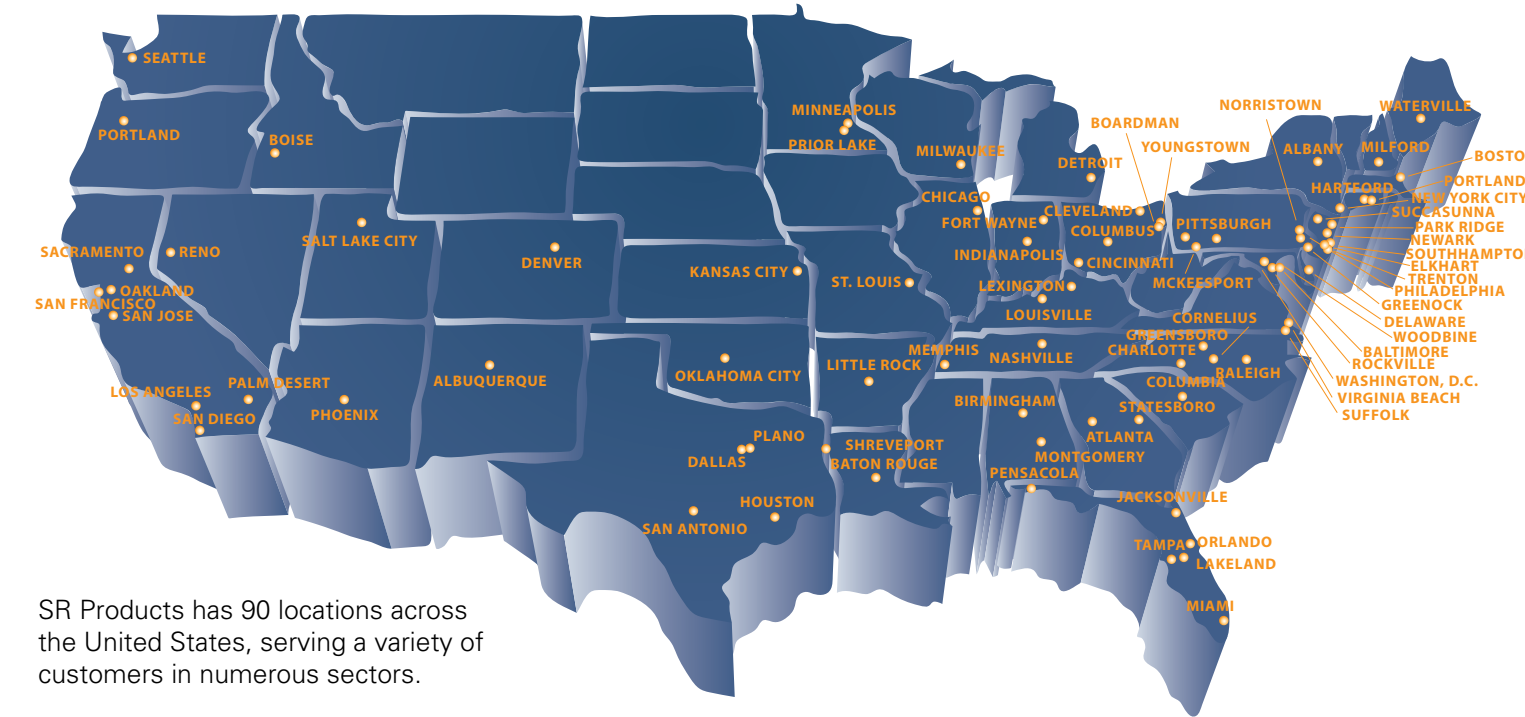 SEATTLE
PORTLAND
BOISE
MINNEAPOLIS
PRIOR LAKE
MILWAUKEE
DETROIT
BOARDMAN
YOUNGSTOWN
NORRISTOWN
WATERVILLE
ALBANY
MILFORD
BOSTO
HARTFORD
PORTLAND
NEW YORK CITY
SUCCASUNNA
PARK RIDGE
NEWARK
SOUTHHAMPTO
ELKHART
TRENTON
PHILADELPHIA
GREENOCK
DELAWARE
WOODBINE
BALTIMORE
ROCKVILLE
WASHINGTON, D.C.
VIRGINIA BEACH
SUFFOLK
CHICAGO
FORT WAYNE
CLEVELAND
COLUMBUS
PITTSBURGH
INDIANAPOLIS
CINCINNATI
MCKEESPORT
LEXINGTON
LOUISVILLE
SACRAMENTO
RENO
SALT LAKE CITY
OAKLAND
SAN FRANCISCO
SAN JOSE
DENVER
KANSAS CITY
ST. LOUIS
CORNELIUS
GREENSBORO
CHARLOTTE
RALEIGH
COLUMBIA
STATESBORO
MEMPHIS
NASHVILLE
LITTLE ROCK
OKLAHOMA CITY
ALBUQUERQUE
LOS ANGELES
PALM DESERT
SAN DIEGO
PHOENIX
BIRMINGHAM
ATLANTA
MONTGOMERY
PENSACOLA
PLANO
DALLAS
SHREVEPORT
BATON ROUGE
HOUSTON
SAN ANTONIO
JACKSONVILLE
TAMPA
ORLANDO
LAKELAND
MIAMI
SR Products has 90 locations across
the United States, serving a variety of
customers in numerous sectors.